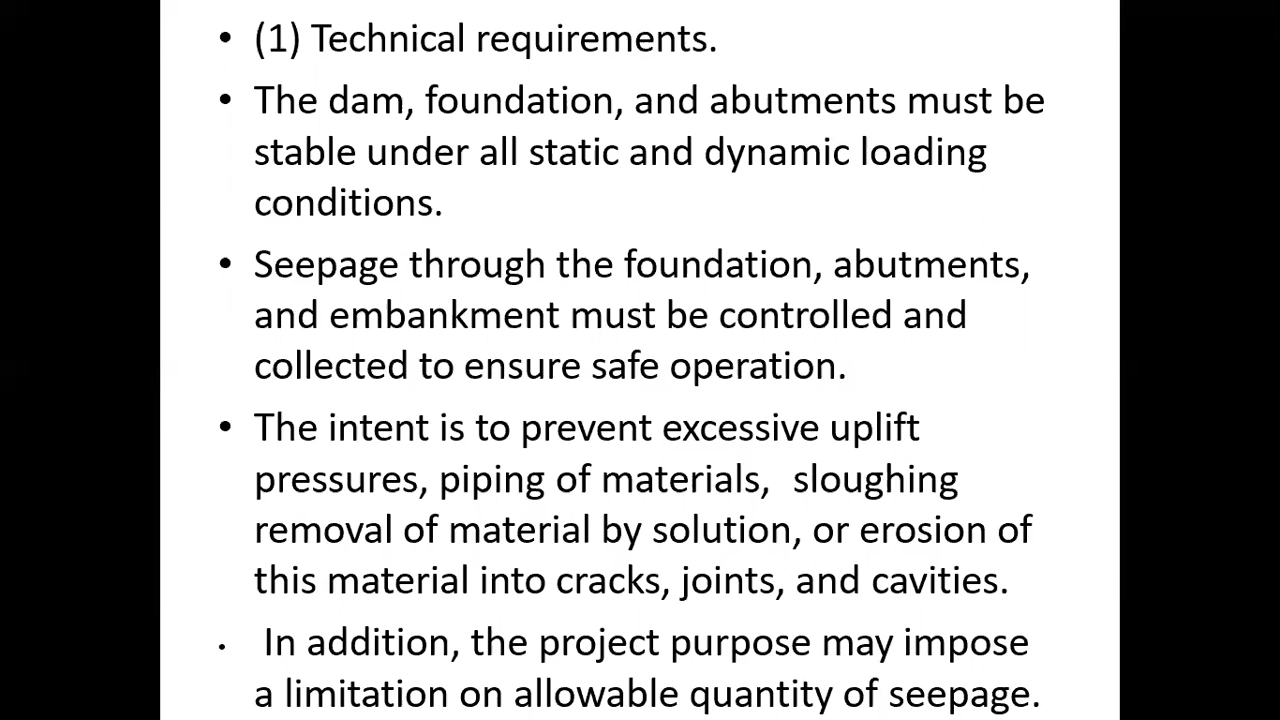 • (1) Technical requirements.
• The dam, foundation, and abutments must be
stable under all static and dynamic loading
conditions.
• Seepage through the foundation, abutments,
and embankment must be controlled and
collected to ensure safe operation.
• The intent is to prevent excessive uplift
pressures, piping of materials,  sloughing
removal of material by solution, or erosion of
this material into cracks, joints, and cavities.
• In addition, the project purpose may impose
a limitation on allowable quantity of seepage.